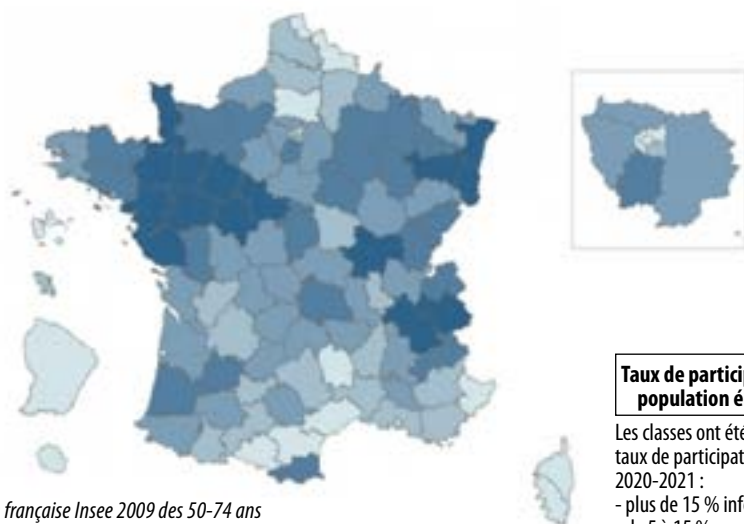 Taux de particip
population é
Les classes ont été
taux de participat
2020-2021 :
- plus de 15 % infé
- de 5 à 15 %
française Insee 2009 des 50-74 ans